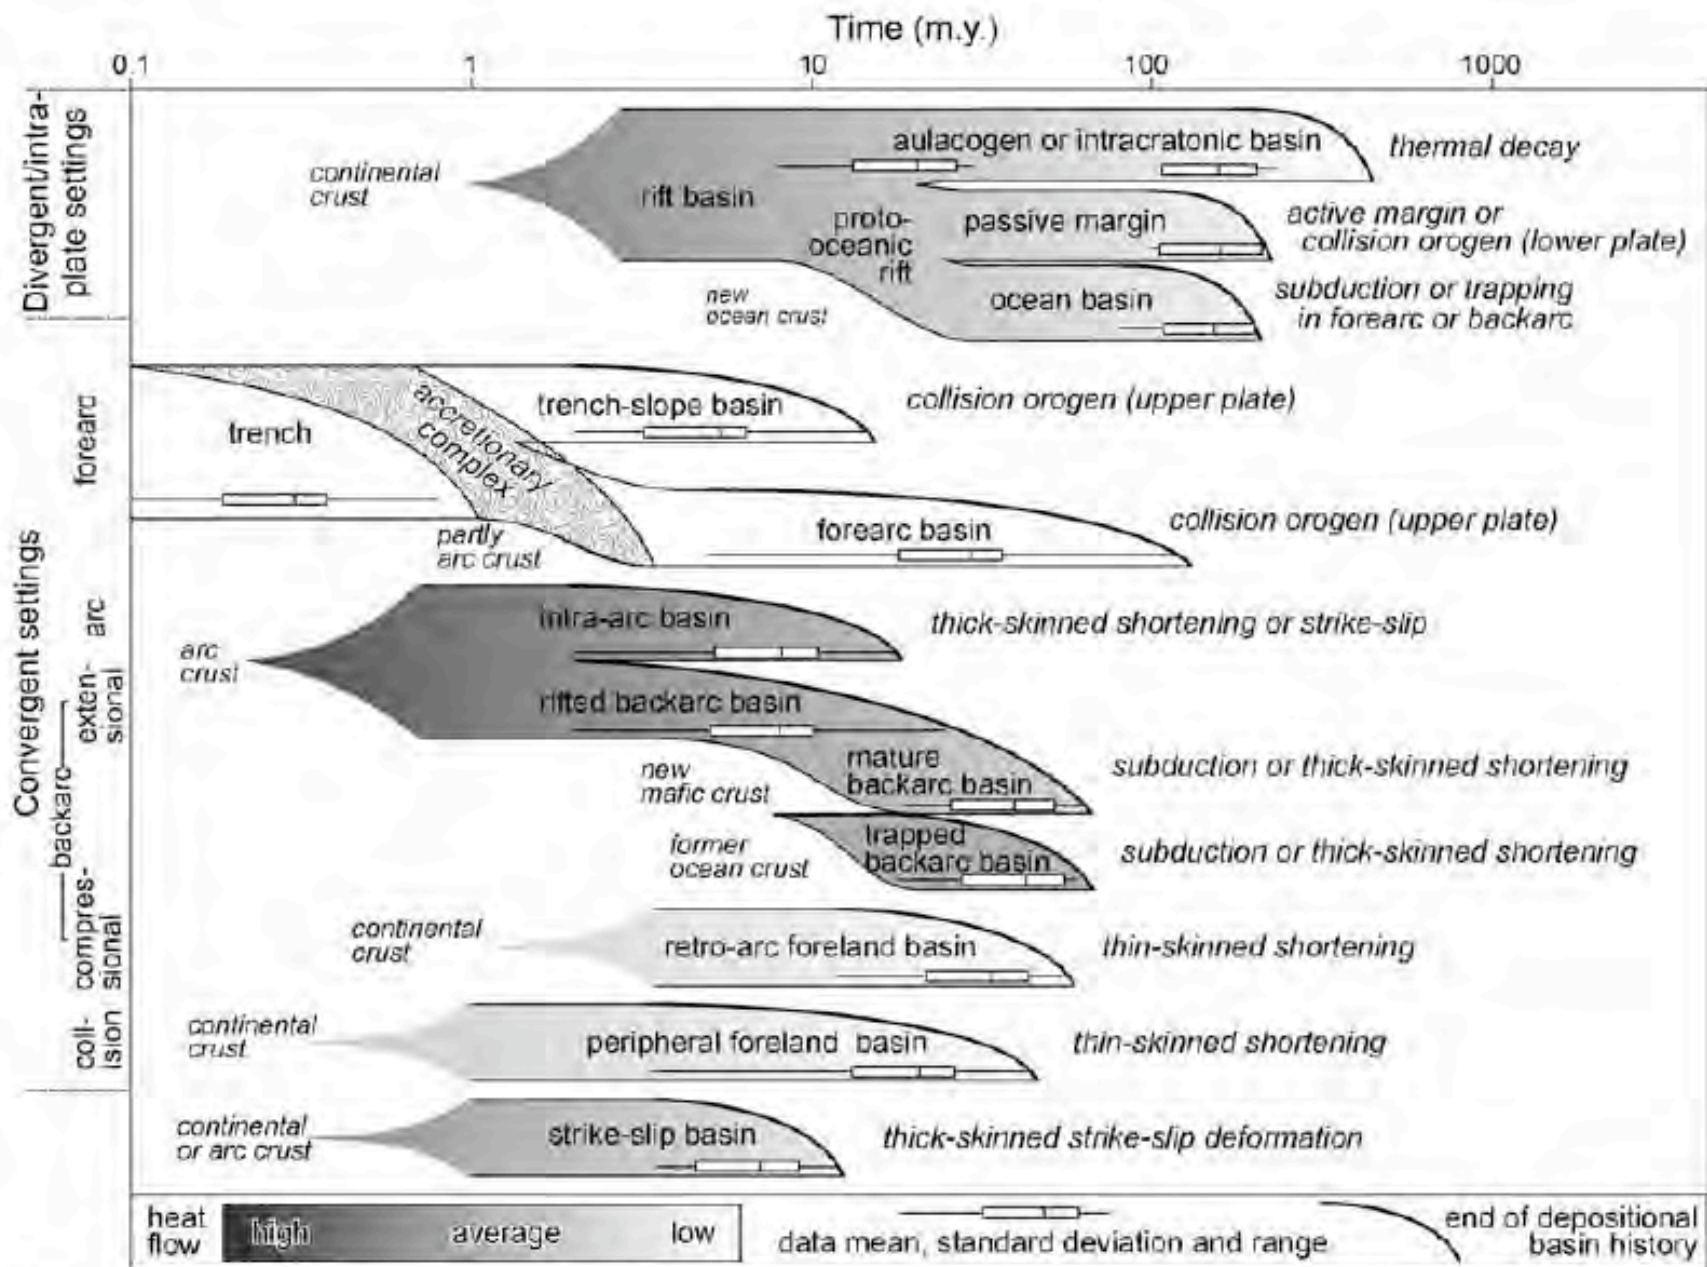 Time (m.y.)
0.1 1 10 100 1000
Divergent/intra-
plate settings
continental
crust
rift basin
aulacogen or intracratonic basin
thermal decay
proto-
oceanic
rift
passive margin
active margin or
collision orogen (lower plate)
new
ocean crust
ocean basin
subduction or trapping
in forearc or backarc
Convergent settings
forearc
trench
accretionary
complex
trench-slope basin
collision orogen (upper plate)
partly
arc crust
forearc basin
collision orogen (upper plate)
arc
arc
crust
intra-arc basin
thick-skinned shortening or strike-slip
backarc
exten-
sional
rifted backarc basin
new
mafic crust
mature
backarc basin
subduction or thick-skinned shortening
former
ocean crust
trapped
backarc basin
subduction or thick-skinned shortening
compres-
sional
continental
crust
retro-arc foreland basin
thin-skinned shortening
coll-
ision
continental
crust
peripheral foreland basin
thin-skinned shortening
continental
or arc crust
strike-slip basin
thick-skinned strike-slip deformation
heat
flow
high average low
data mean, standard deviation and range
end of depositional
basin history